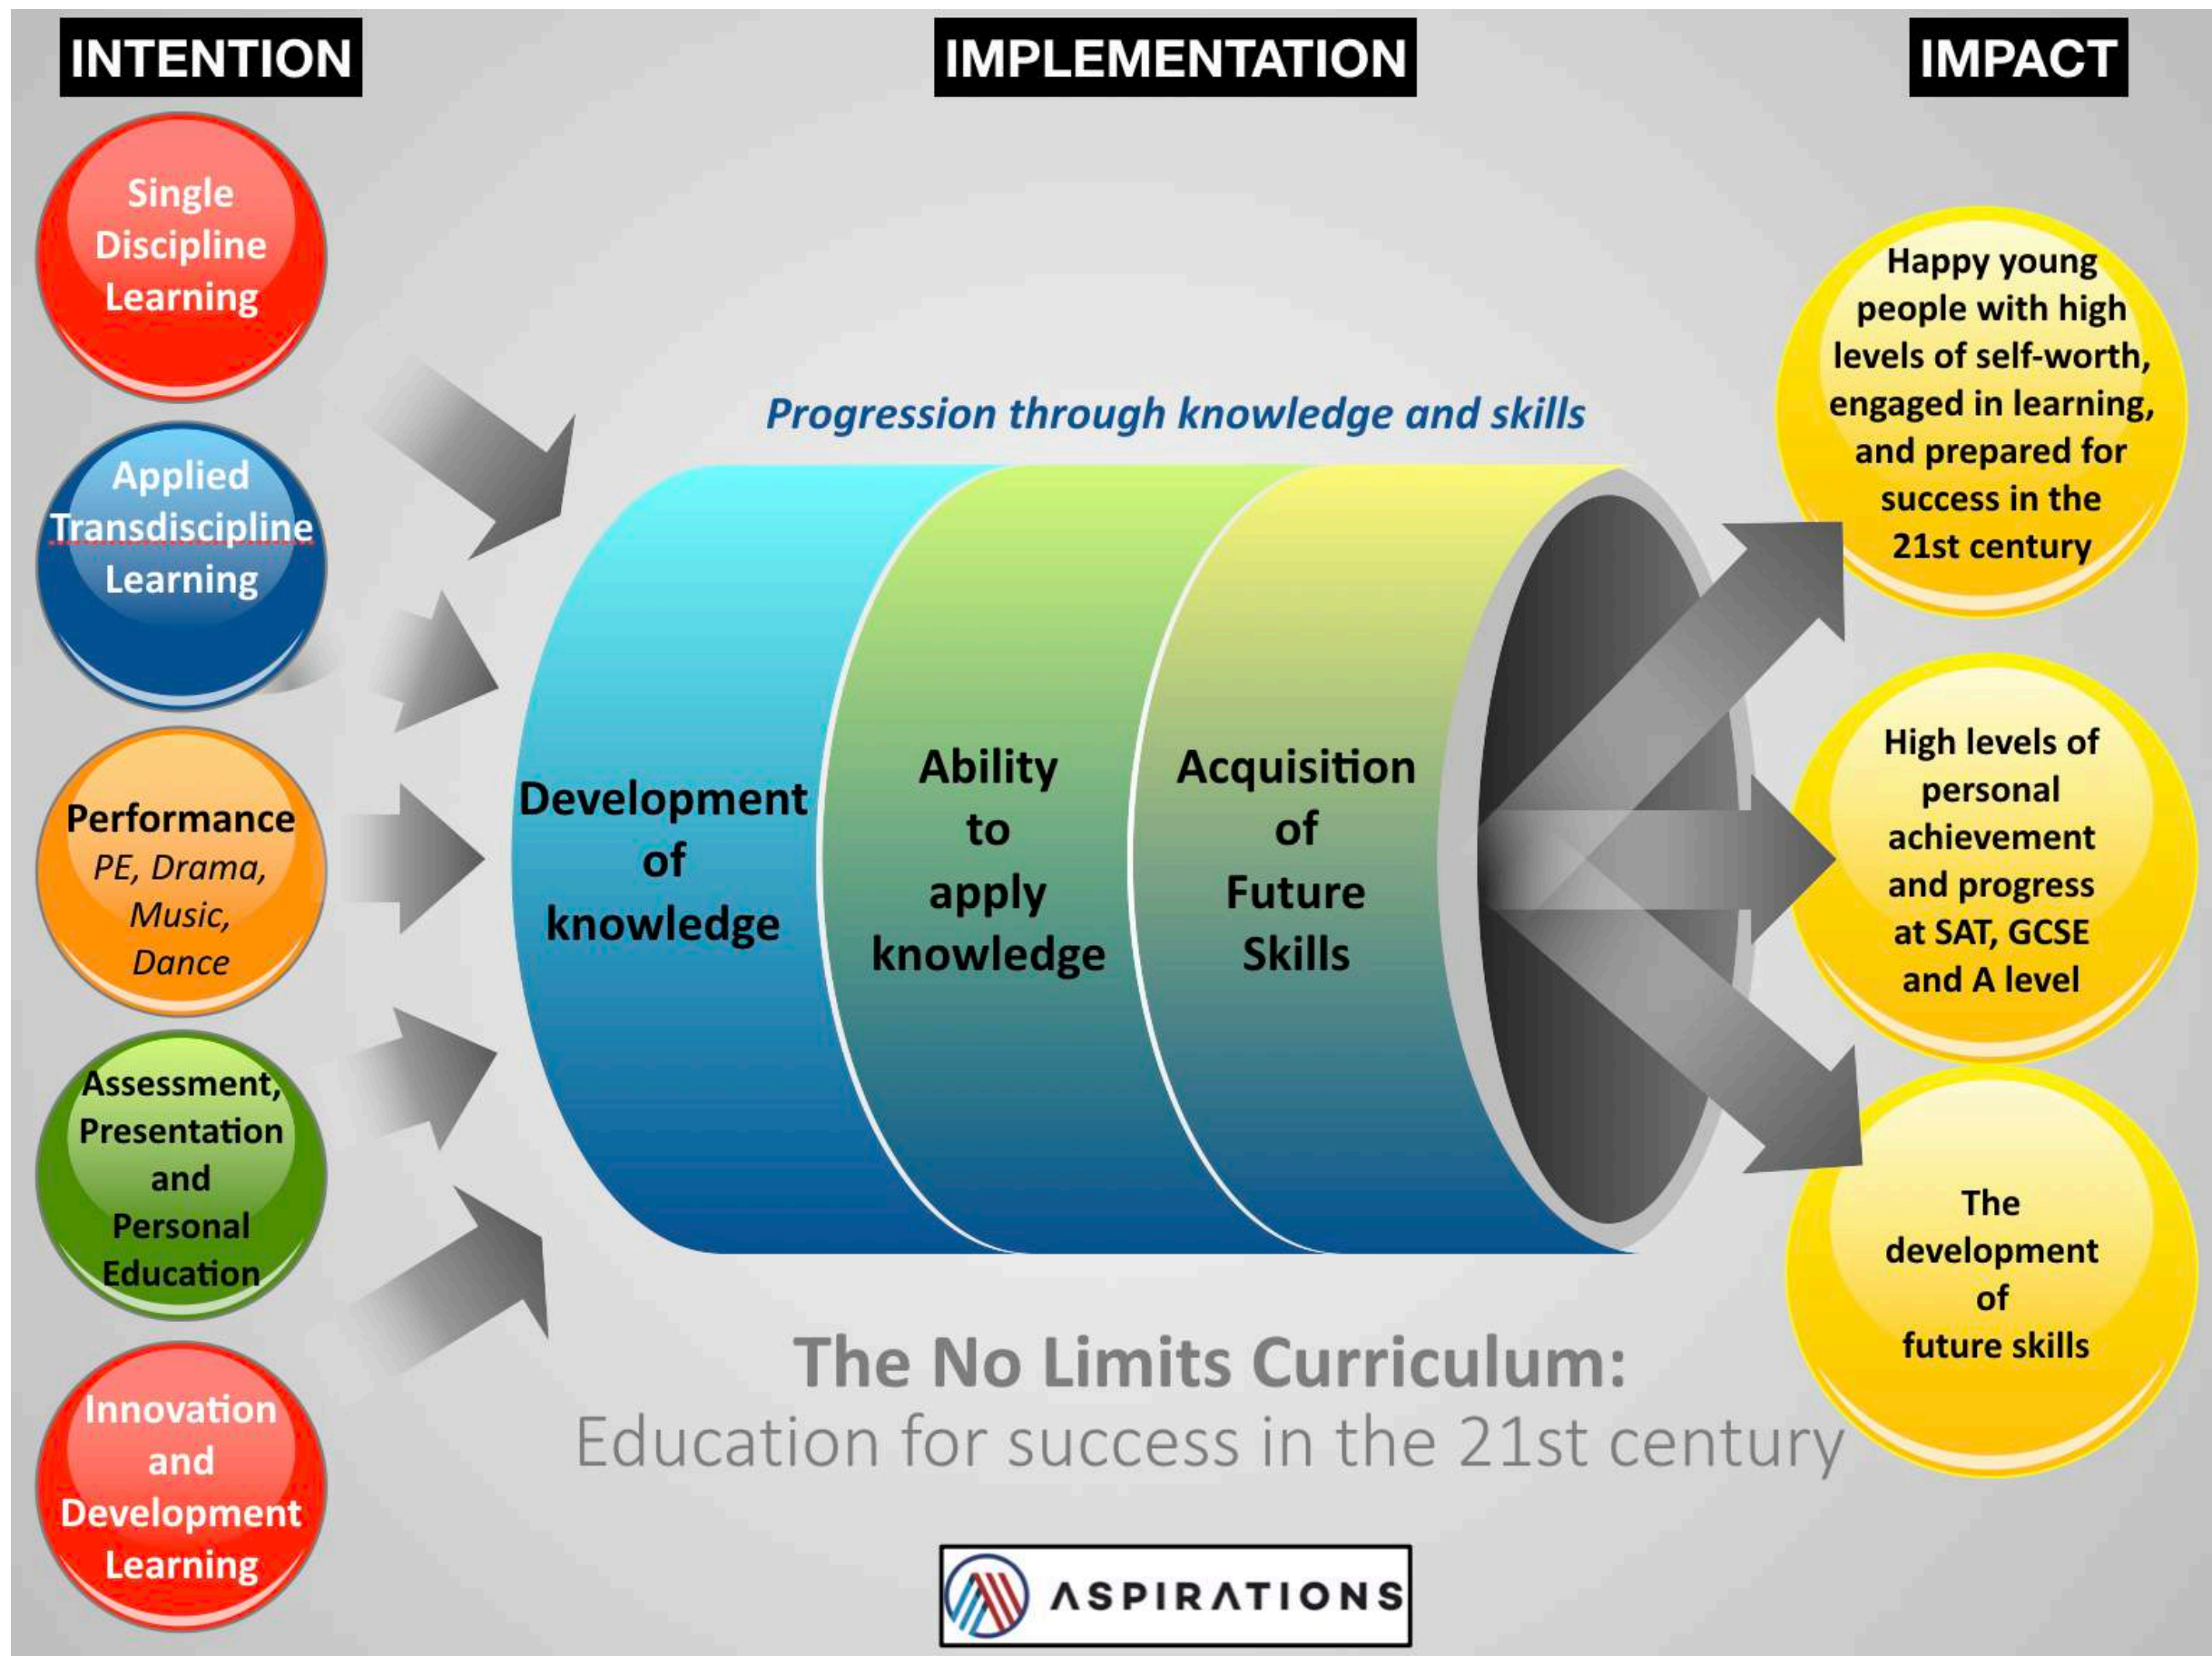 INTENTION
Single
Discipline
Learning
Applied
Transdiscipline
Learning
Performance
PE, Drama,
Music,
Dance
Assessment,
Presentation
and
Personal
Education
Innovation
and
Development
Learning
IMPLEMENTATION
Progression through knowledge and skills
Development
of
knowledge
Ability
to
apply
knowledge
Acquisition
of
Future
Skills
The No Limits Curriculum:
Education for success in the 21st century
ASPIRATIONS
IMPACT
Happy young
people with high
levels of self-worth,
engaged in learning,
and prepared for
success in the
21st century
High levels of
personal
achievement
and progress
at SAT, GCSE
and A level
The
development
of
future skills